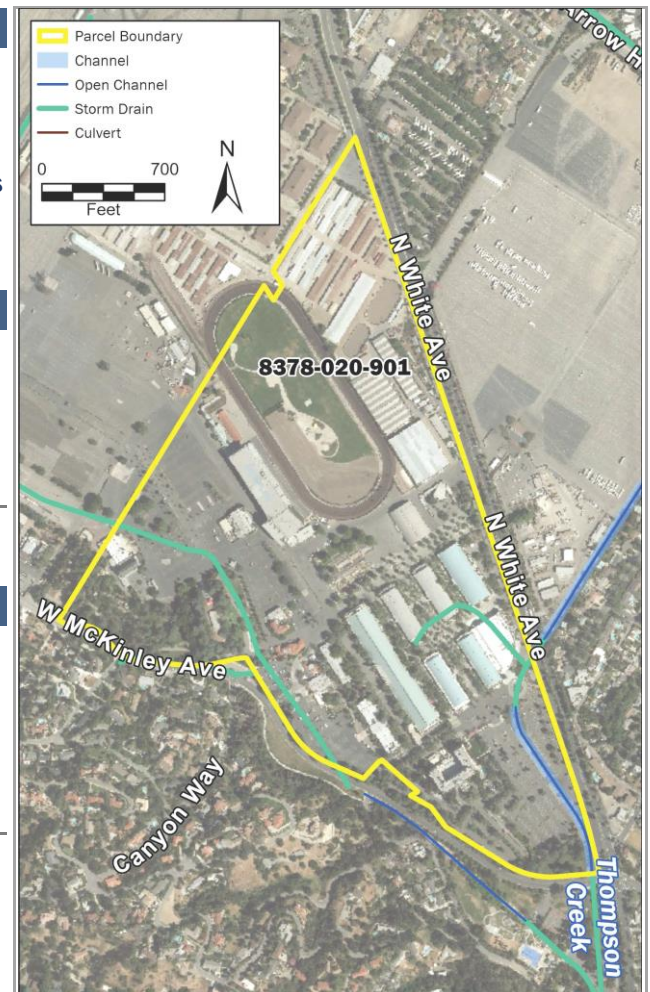 Parcel Boundary
Channel
Open Channel
Storm Drain
Culvert
0 700
Feet
N
Arrow H
s
N White Ave
8378-020-901
N White Ave
W McKinley Ave
Canyon Way
Thompson
Creek